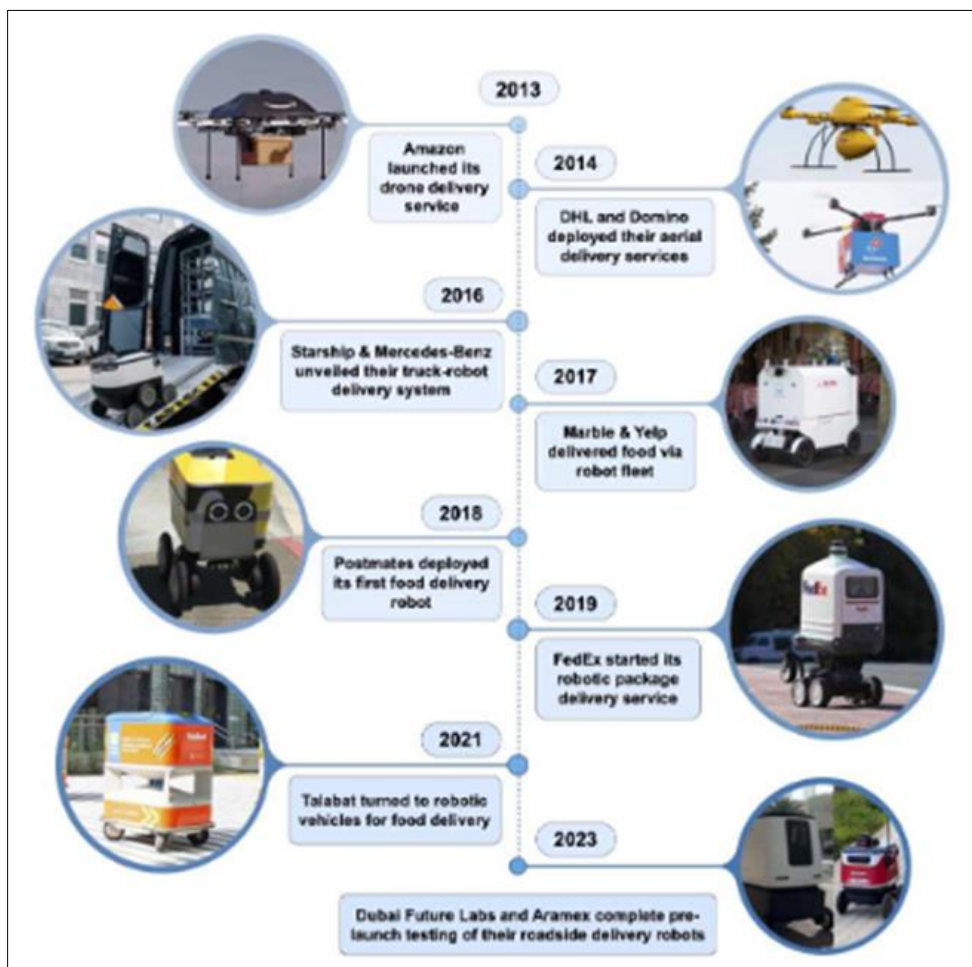 2013
Amazon
launched its
drone delivery
service
2014
DHL and Domino
deployed their aerial
delivery services
2016
Starship & Mercedes-Benz
unveiled their truck-robot
delivery system
2017
Marble & Yelp
delivered food via
robot fleet
2018
Postmates deployed
its first food delivery
robot
2019
FedEx started its
robotic package
delivery service
FedEx
2021
Talabat turned to robotic
vehicles for food delivery
2023
Dubai Future Labs and Aramex complete pre-
launch testing of their roadside delivery robots